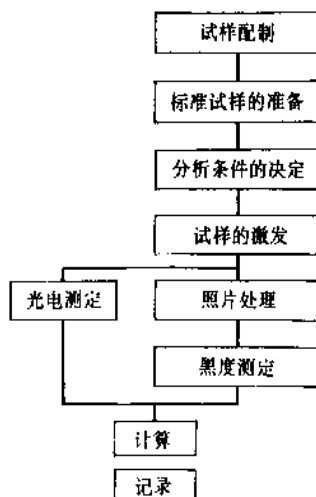 试样配制
标准试样的准备
分析条件的决定
试样的激发
光电测定
照片处理
黑度测定
计算
记录